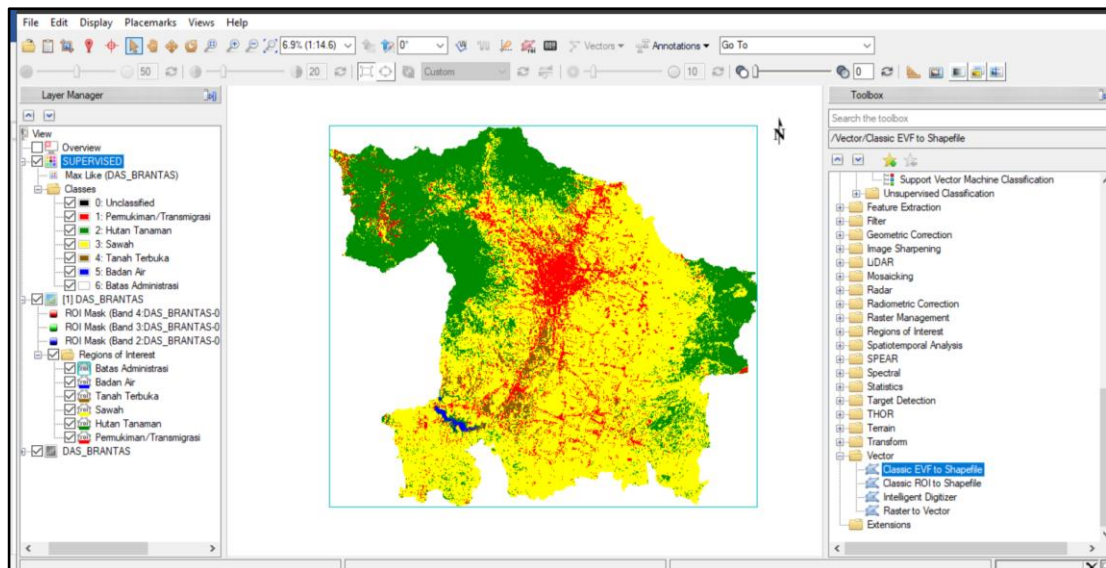 File Edit Display Placemarks Views Help
6.9% (1:14.6) 0° Vectors Annotations Go To
50 20 Custom 10 0
Layer Manager
View
Overview
SUPERVISED
Max Like (DAS_BRANTAS)
Classes
0: Unclassified
1: Permukiman/Transmigrasi
2: Hutan Tanaman
3: Sawah
4: Tanah Terbuka
5: Badan Air
6: Batas Administrasi
[1] DAS_BRANTAS
ROI Mask (Band 4:DAS_BRANTAS-0
ROI Mask (Band 3:DAS_BRANTAS-0
ROI Mask (Band 2:DAS_BRANTAS-0
Regions of Interest
Batas Administrasi
Badan Air
Tanah Terbuka
Sawah
Hutan Tanaman
Permukiman/Transmigrasi
DAS_BRANTAS
N
Toolbox
Search the toolbox
/Vector/Classic EVF to Shapefile
Support Vector Machine Classification
Unsupervised Classification
Feature Extraction
Filter
Geometric Correction
Image Sharpening
LiDAR
Mosaicking
Radar
Radiometric Correction
Raster Management
Regions of Interest
Spatiotemporal Analysis
SPEAR
Spectral
Statistics
Target Detection
THOR
Terrain
Transform
Vector
Classic EVF to Shapefile
Classic ROI to Shapefile
Intelligent Digitizer
Raster to Vector
Extensions